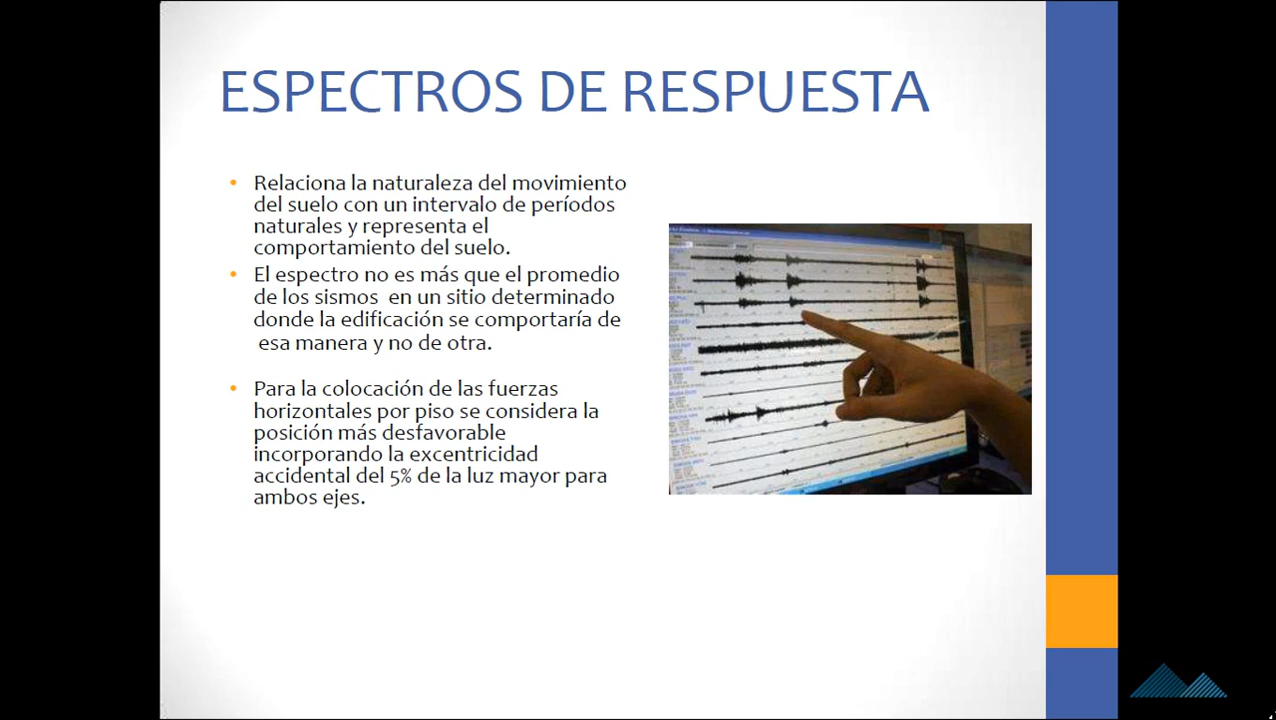 ESPECTROS DE RESPUESTA
• Relaciona la naturaleza del movimiento
del suelo con un intervalo de períodos
naturales y representa el
comportamiento del suelo.
• El espectro no es más que el promedio
de los sismos en un sitio determinado
donde la edificación se comportaría de
esa manera y no de otra.
• Para la colocación de las fuerzas
horizontales por piso se considera la
posición más desfavorable
incorporando la excentricidad
accidental del 5% de la luz mayor para
ambos ejes.